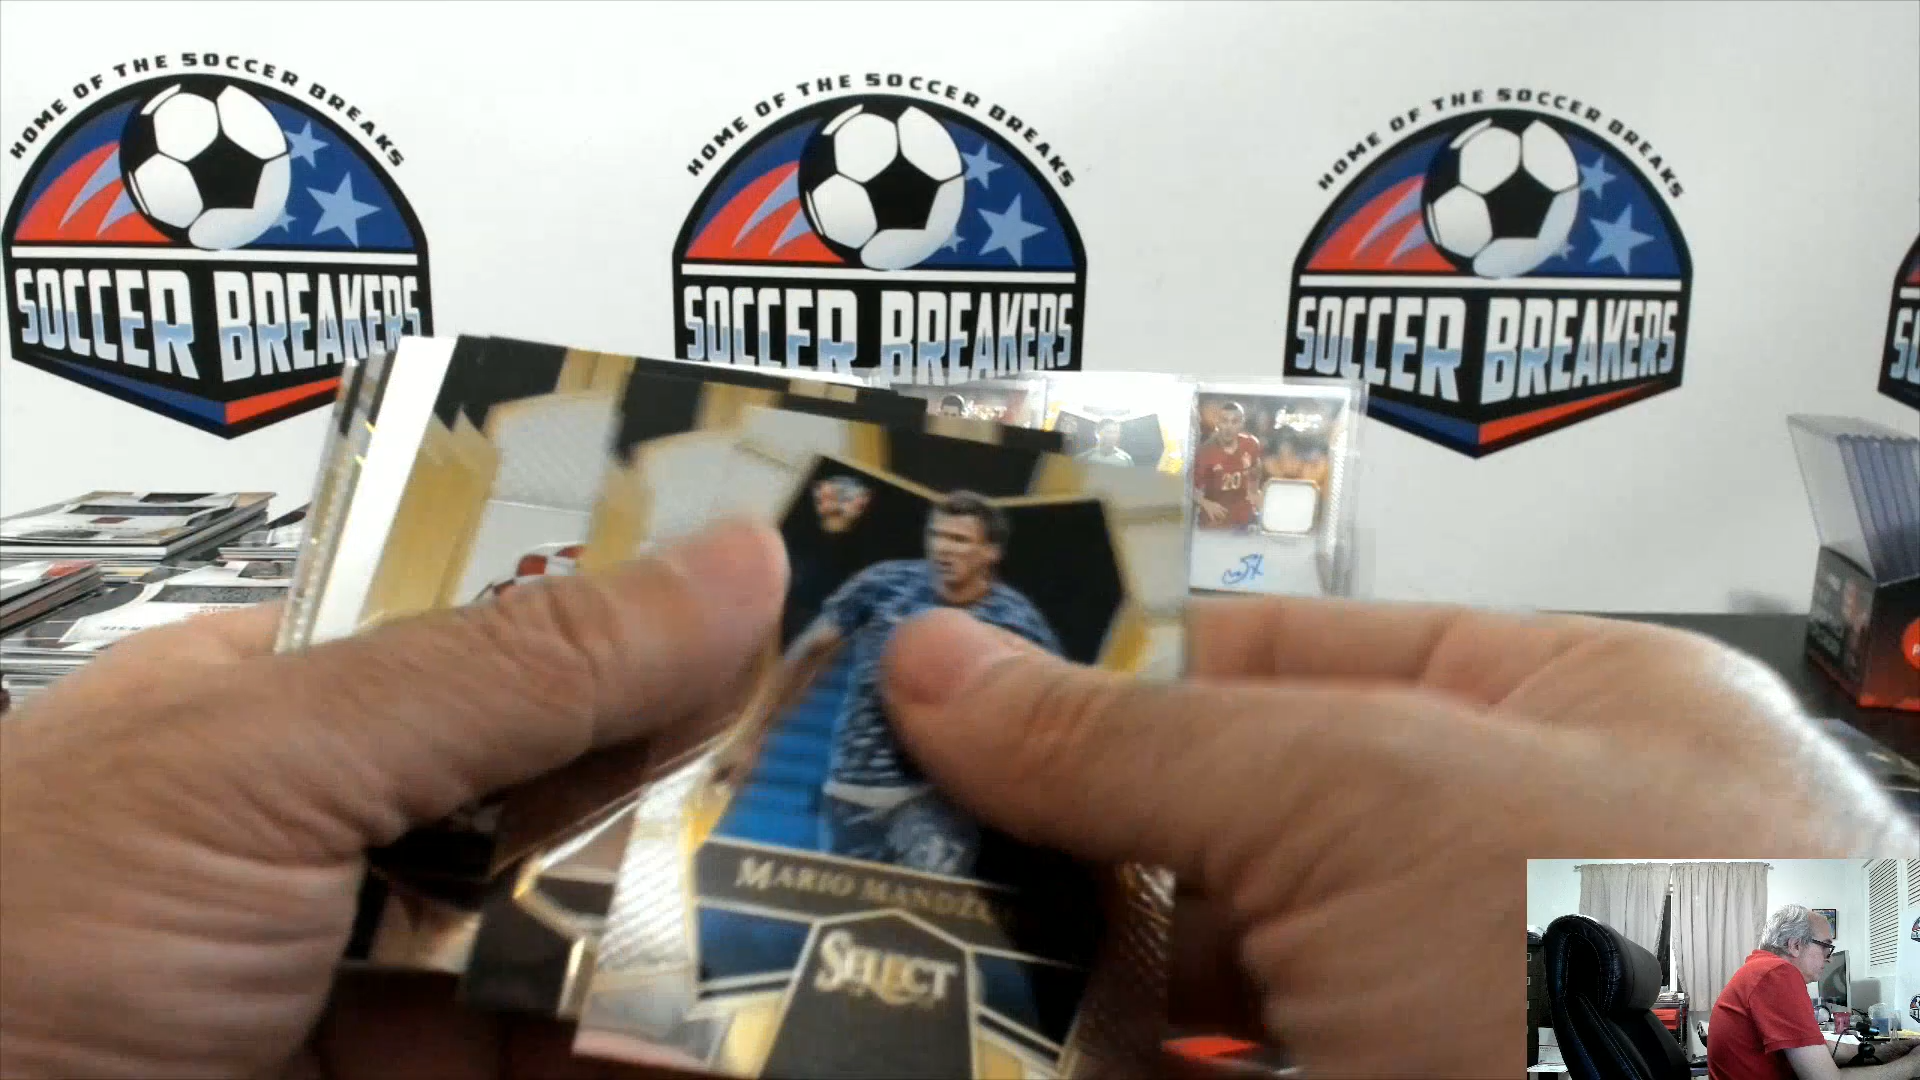 HOME OF THE SOCCER BREAKS
SOCCER BREAKERS
HOME OF THE SOCCER BREAKS
SOCCER BREAKERS
HOME OF THE SOCCER BREAKS
SOCCER BREAKERS
20
MARIO
SELECT